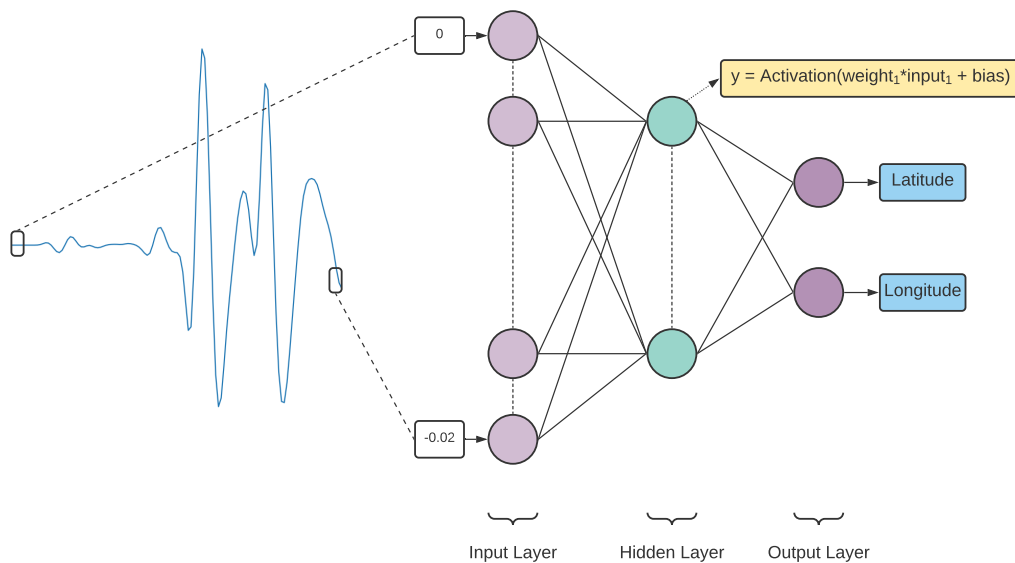 0
y = Activation(weight₁*input₁ + bias)
Latitude
Longitude
-0.02
Input Layer
Hidden Layer
Output Layer